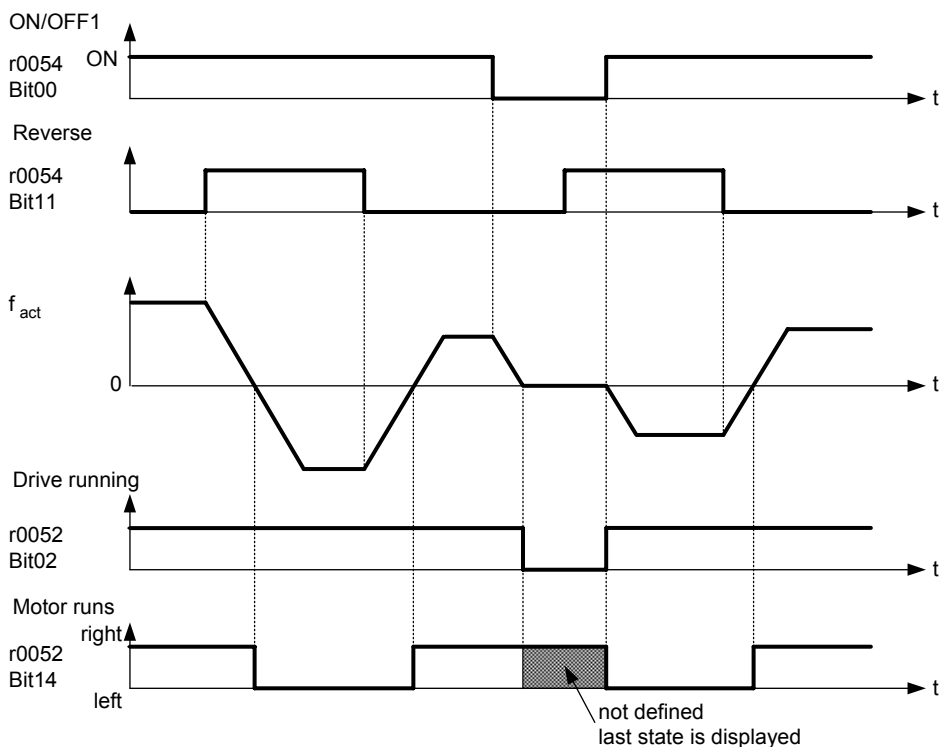 ON/OFF1
r0054
Bit00
ON
t
Reverse
r0054
Bit11
t
f act
0
t
Drive running
r0052
Bit02
t
Motor runs
right
r0052
Bit14
left
t
not defined
last state is displayed